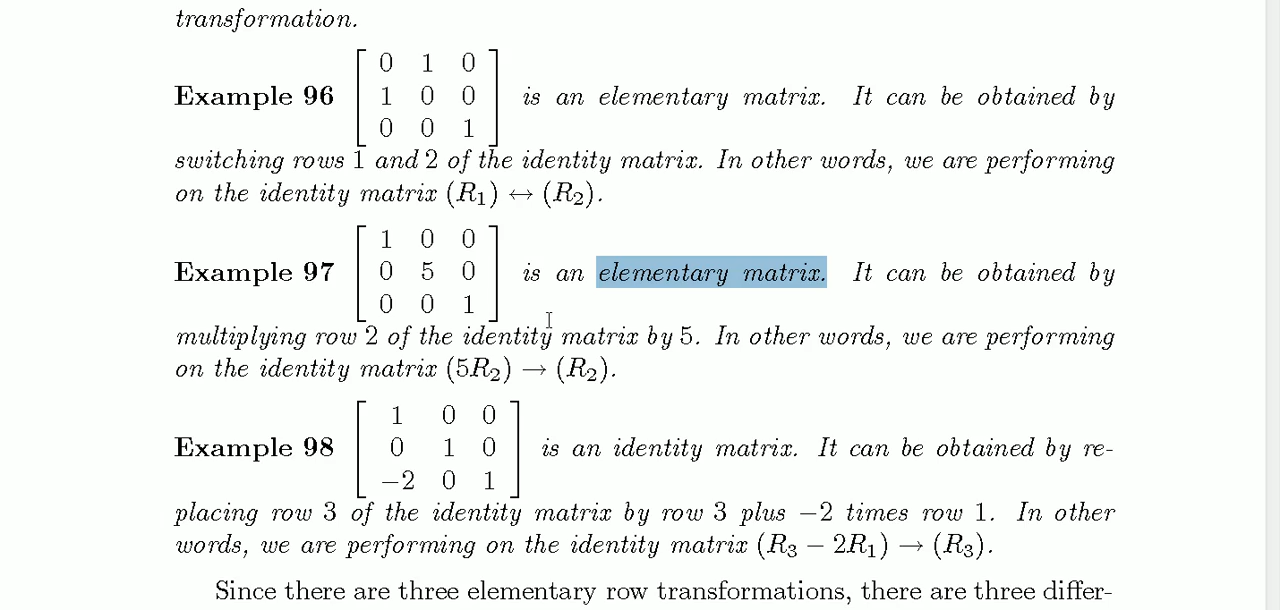 transformation.
0 1 0
Example 96 1 0 0 is an elementary matrix. It can be obtained by
0 0 1
switching rows 1 and 2 of the identity matrix. In other words, we are performing
on the identity matrix (R₁) ↔ (R₂).
1 0 0
Example 97 0 5 0 is an elementary matrix. It can be obtained by
0 0 1
multiplying row 2 of the identity matrix by 5. In other words, we are performing
on the identity matrix (5R₂) → (R₂).
1 0 0
Example 98 0 1 0 is an identity matrix. It can be obtained by re-
−2 0 1
placing row 3 of the identity matrix by row 3 plus −2 times row 1. In other
words, we are performing on the identity matrix (R₃ − 2R₁) → (R₃).
Since there are three elementary row transformations, there are three differ-